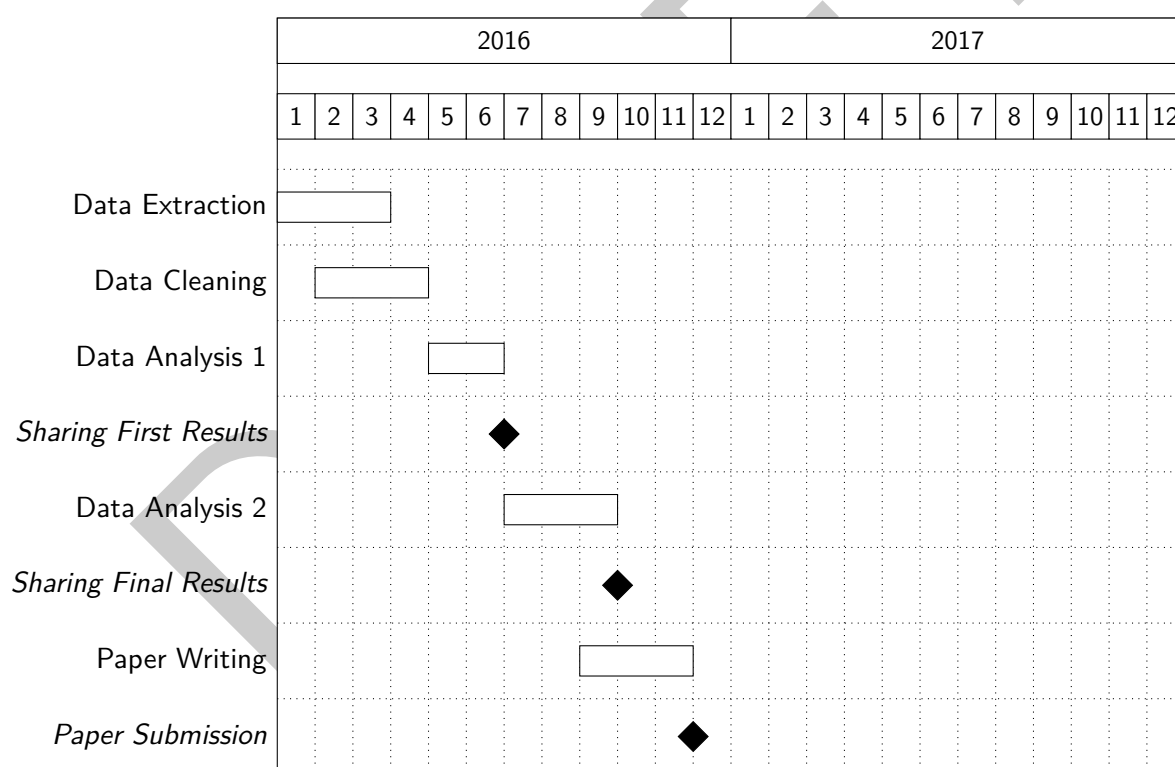 2016 2017
1 2 3 4 5 6 7 8 9 10 11 12 1 2 3 4 5 6 7 8 9 10 11 12
Data Extraction
Data Cleaning
Data Analysis 1
Sharing First Results
Data Analysis 2
Sharing Final Results
Paper Writing
Paper Submission